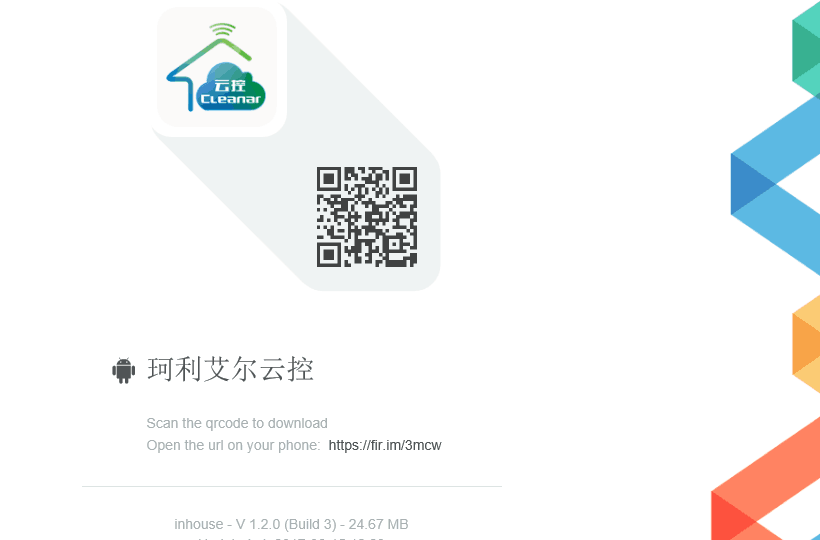 云控
Cleanar
珂利艾尔云控
Scan the qrcode to download
Open the url on your phone: https://fir.im/3mcw
inhouse - V 1.2.0 (Build 3) - 24.67 MB